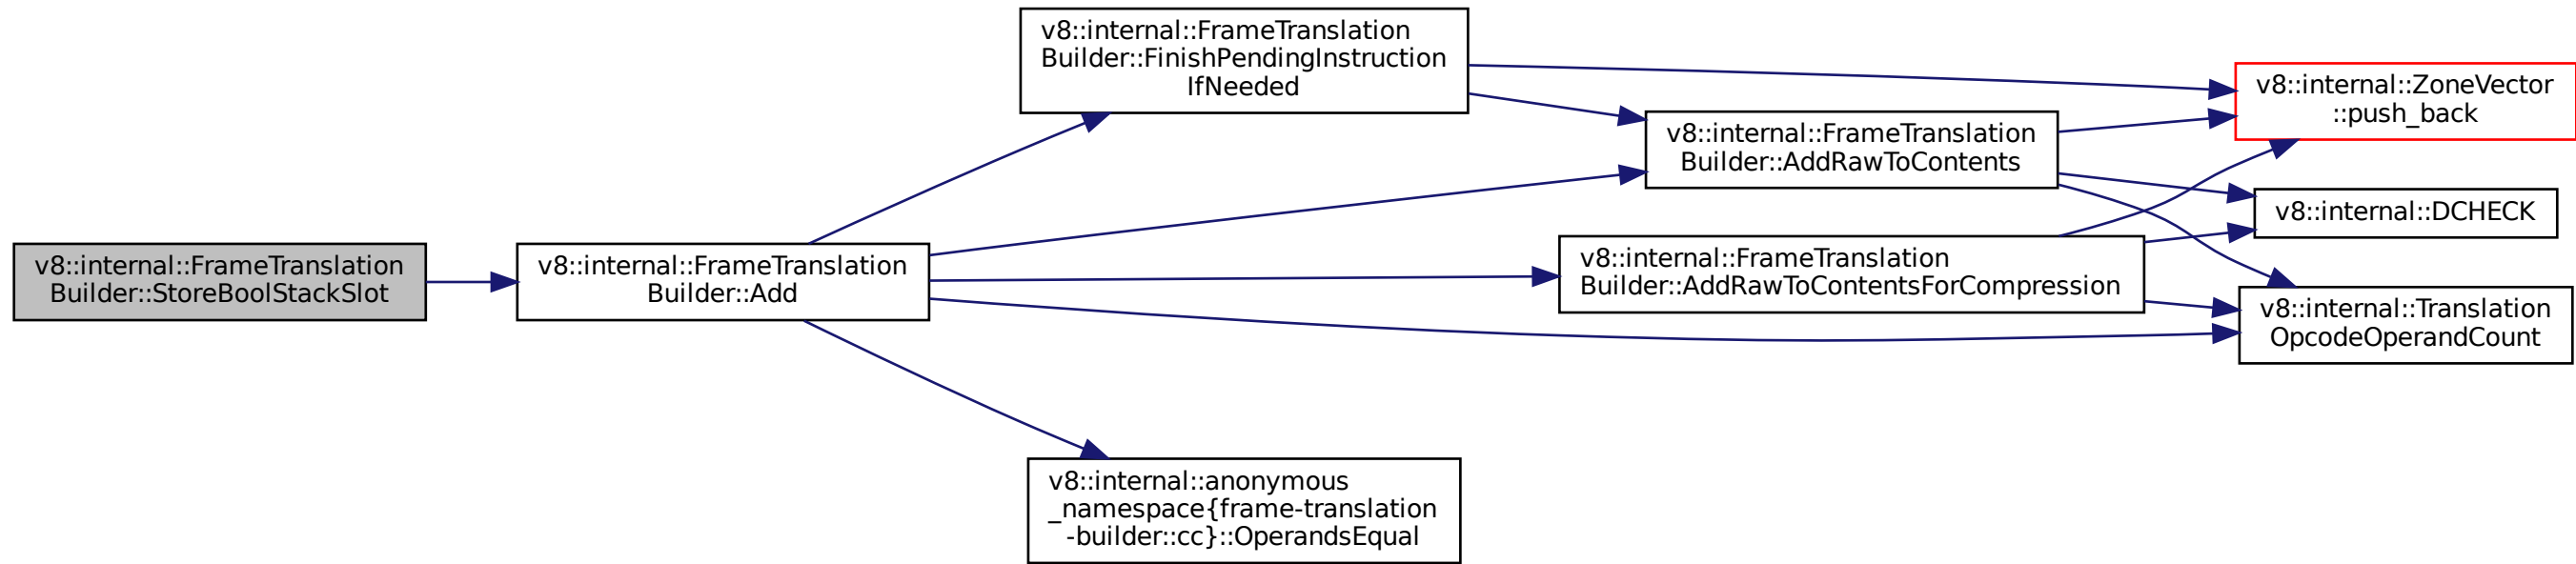 v8::internal::FrameTranslation
Builder::StoreBoolStackSlot
v8::internal::FrameTranslation
Builder::Add
v8::internal::FrameTranslation
Builder::FinishPendingInstruction
IfNeeded
v8::internal::FrameTranslation
Builder::AddRawToContents
v8::internal::ZoneVector
::push_back
v8::internal::DCHECK
v8::internal::FrameTranslation
Builder::AddRawToContentsForCompression
v8::internal::Translation
OpcodeOperandCount
v8::internal::anonymous
_namespace{frame-translation
-builder::cc}::OperandsEqual